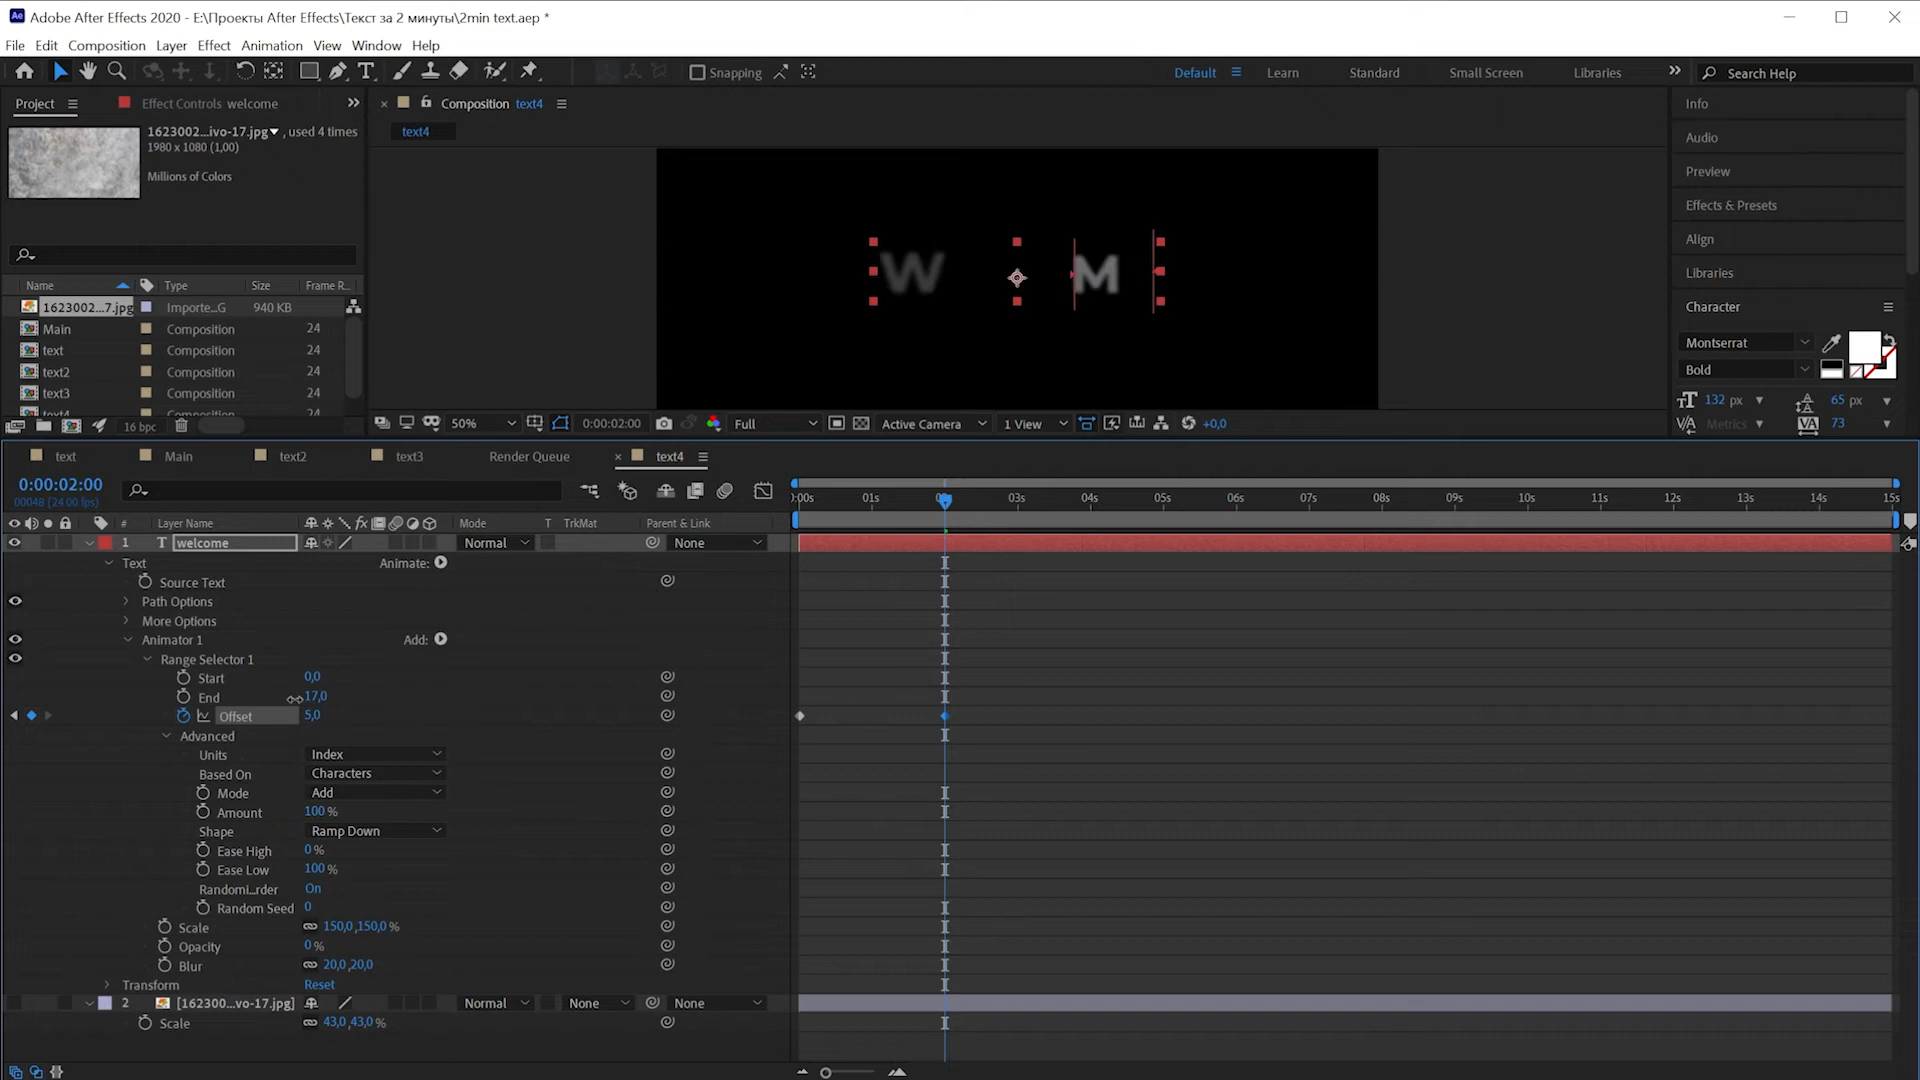 Adobe After Effects 2020 - E:\Проекты After Effects\Текст за 2 минуты\2min text.aep *
File Edit Composition Layer Effect Animation View Window Help
Snapping
Default Learn Standard Small Screen Libraries
Search Help
Project
Effect Controls welcome
Composition text4
text4
1623002...ivo-17.jpg , used 4 times
1980 x 1080 (1,00)
Millions of Colors
Name Type Size Frame R...
1623002...7.jpg Importe...G 940 KB
Main Composition 24
text Composition 24
text2 Composition 24
text3 Composition 24
text4 Composition 24
16 bpc
W M
50% 0:00:02:00 Full Active Camera 1 View +0,0
Info
Audio
Preview
Effects & Presets
Align
Libraries
Character
Montserrat
Bold
132 px 65 px
Metrics 73
text Main text2 text3 Render Queue × text4
0:00:02:00
00048 (24.00 fps)
):00s 01s 03s 04s 05s 06s 07s 08s 09s 10s 11s 12s 13s 14s 15s
# Layer Name Mode T TrkMat Parent & Link
1 T welcome Normal None
Text Animate:
Source Text
Path Options
More Options
Animator 1 Add:
Range Selector 1
Start 0,0
End 17,0
Offset 5,0
Advanced
Units Index
Based On Characters
Mode Add
Amount 100 %
Shape Ramp Down
Ease High 0 %
Ease Low 100 %
Randomi...rder On
Random Seed 0
Scale 150,0 ,150,0 %
Opacity 0 %
Blur 20,0 ,20,0
Transform Reset
2 [162300...vo-17.jpg] Normal None None
Scale 43,0 ,43,0 %